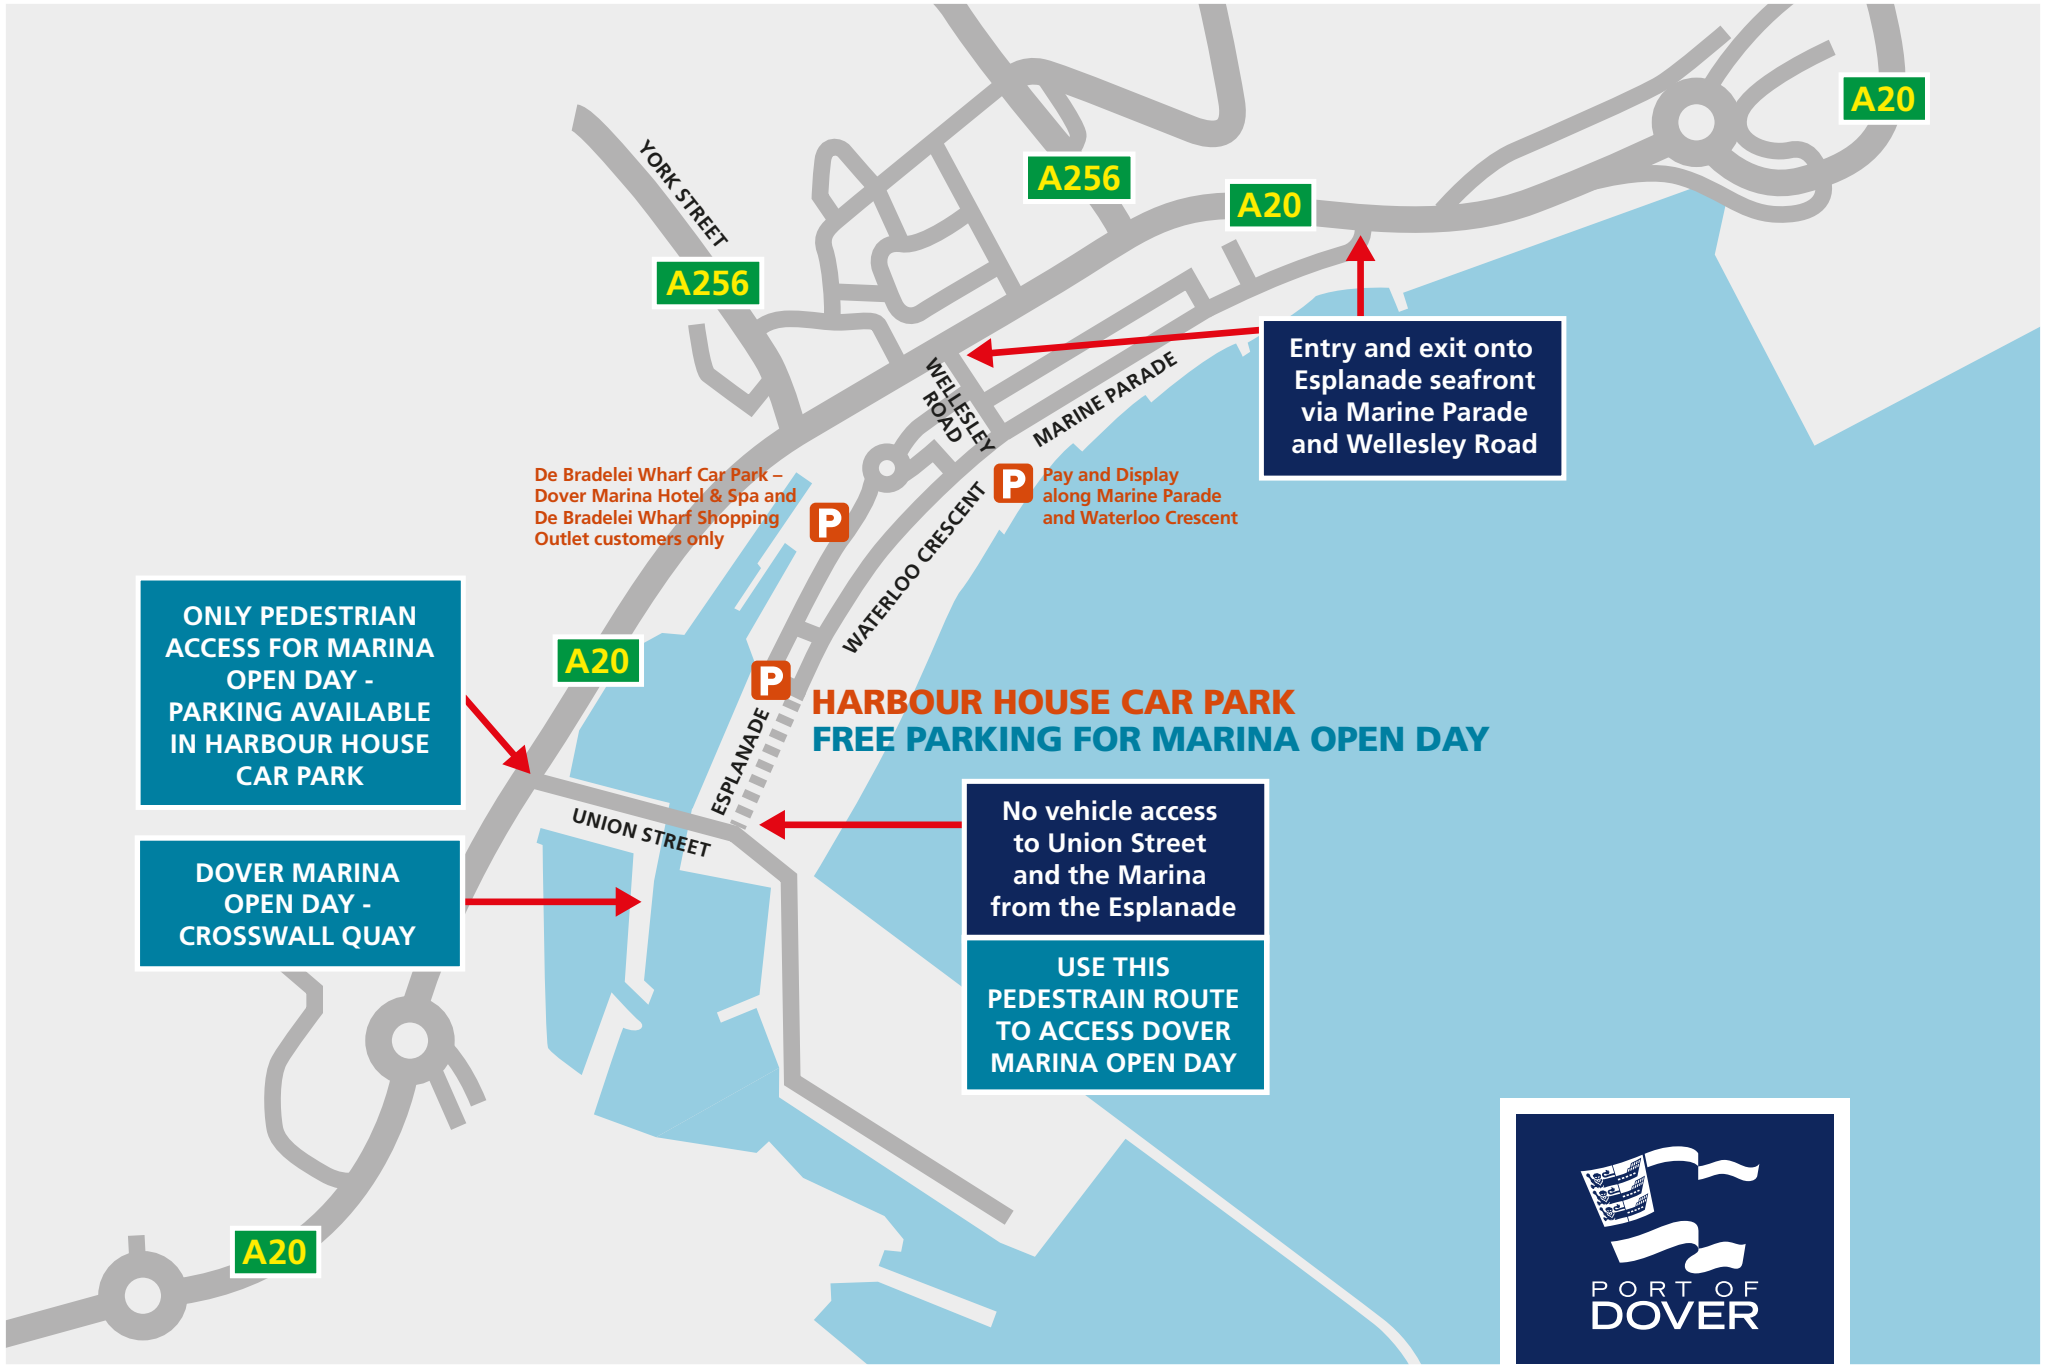 A20
A256
A20
YORK STREET
A256
Entry and exit onto
Esplanade seafront
via Marine Parade
and Wellesley Road
WELLESLEY
ROAD
MARINE PARADE
De Bradelei Wharf Car Park –
Dover Marina Hotel & Spa and
De Bradelei Wharf Shopping
Outlet customers only
P
P
Pay and Display
along Marine Parade
and Waterloo Crescent
WATERLOO CRESCENT
ONLY PEDESTRIAN
ACCESS FOR MARINA
OPEN DAY -
PARKING AVAILABLE
IN HARBOUR HOUSE
CAR PARK
A20
P
HARBOUR HOUSE CAR PARK
FREE PARKING FOR MARINA OPEN DAY
ESPLANADE
UNION STREET
No vehicle access
to Union Street
and the Marina
from the Esplanade
DOVER MARINA
OPEN DAY -
CROSSWALL QUAY
USE THIS
PEDESTRAIN ROUTE
TO ACCESS DOVER
MARINA OPEN DAY
A20
PORT OF
DOVER